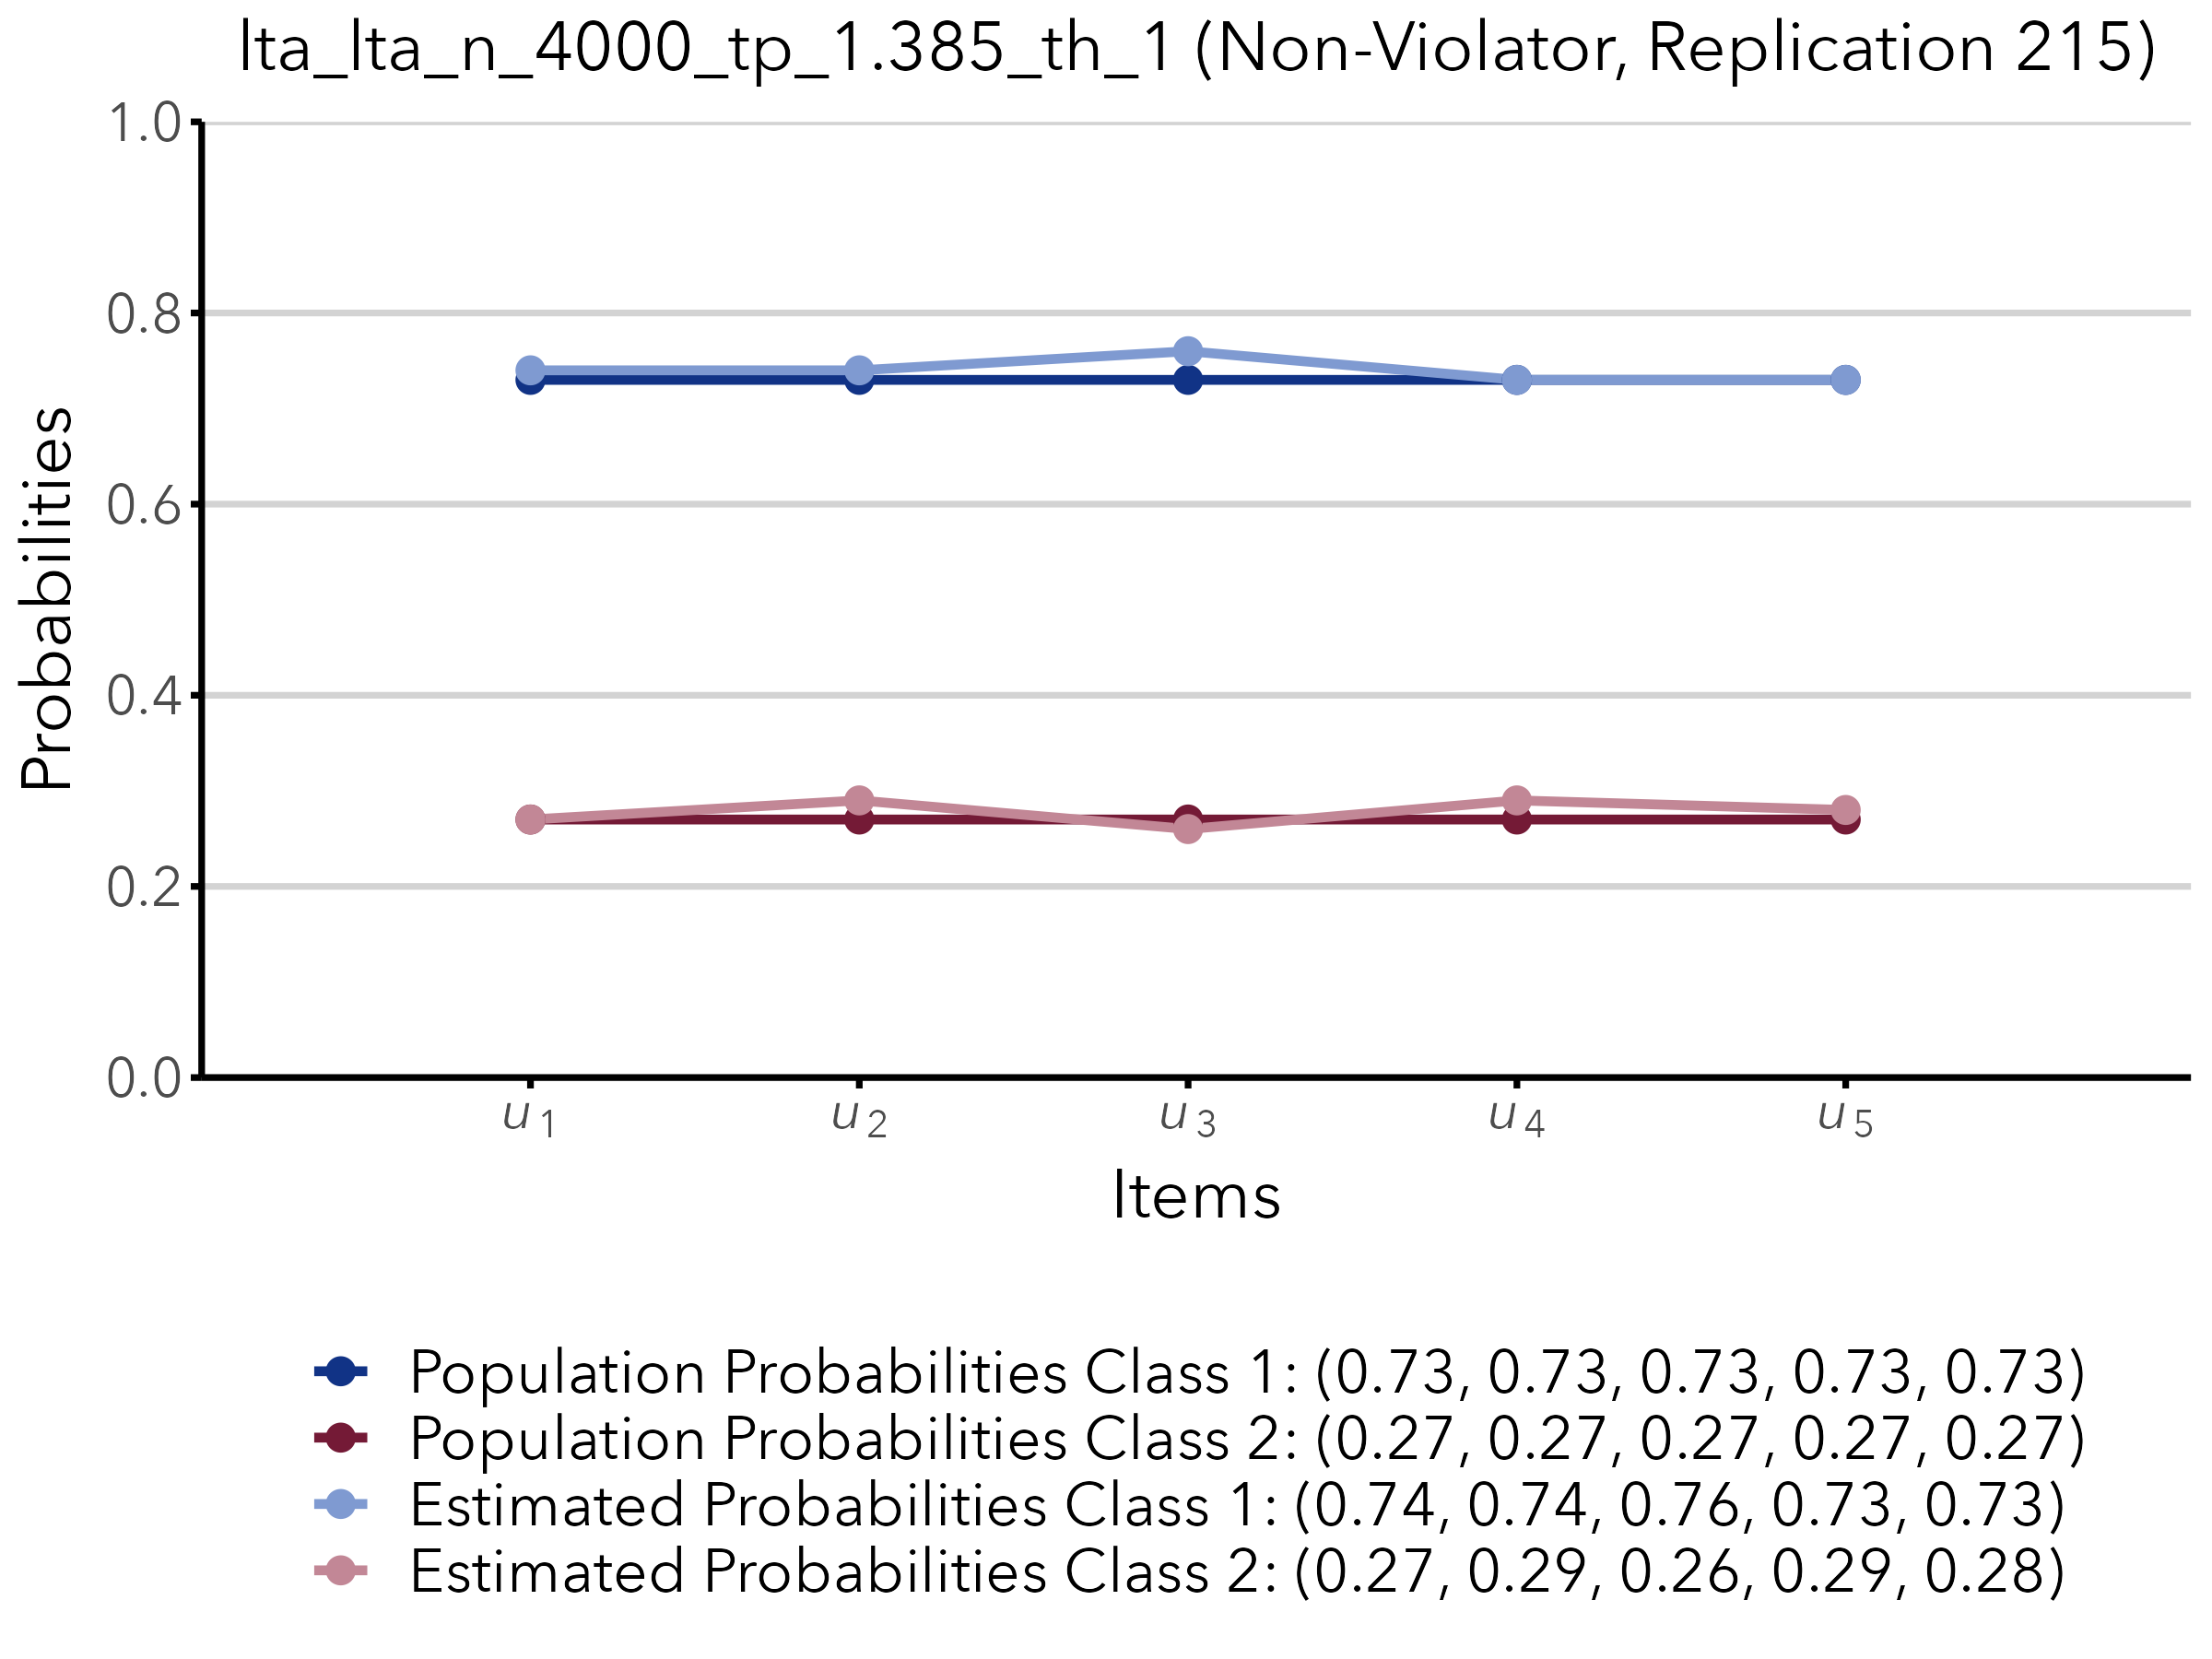 lta_lta_n_4000_tp_1.385_th_1 (Non-Violator, Replication 215)
1.0
0.8
0.6
0.4
0.2
0.0
Probabilities
u1
u2
u3
u4
u5
Items
Population Probabilities Class 1: (0.73, 0.73, 0.73, 0.73, 0.73)
Population Probabilities Class 2: (0.27, 0.27, 0.27, 0.27, 0.27)
Estimated Probabilities Class 1: (0.74, 0.74, 0.76, 0.73, 0.73)
Estimated Probabilities Class 2: (0.27, 0.29, 0.26, 0.29, 0.28)